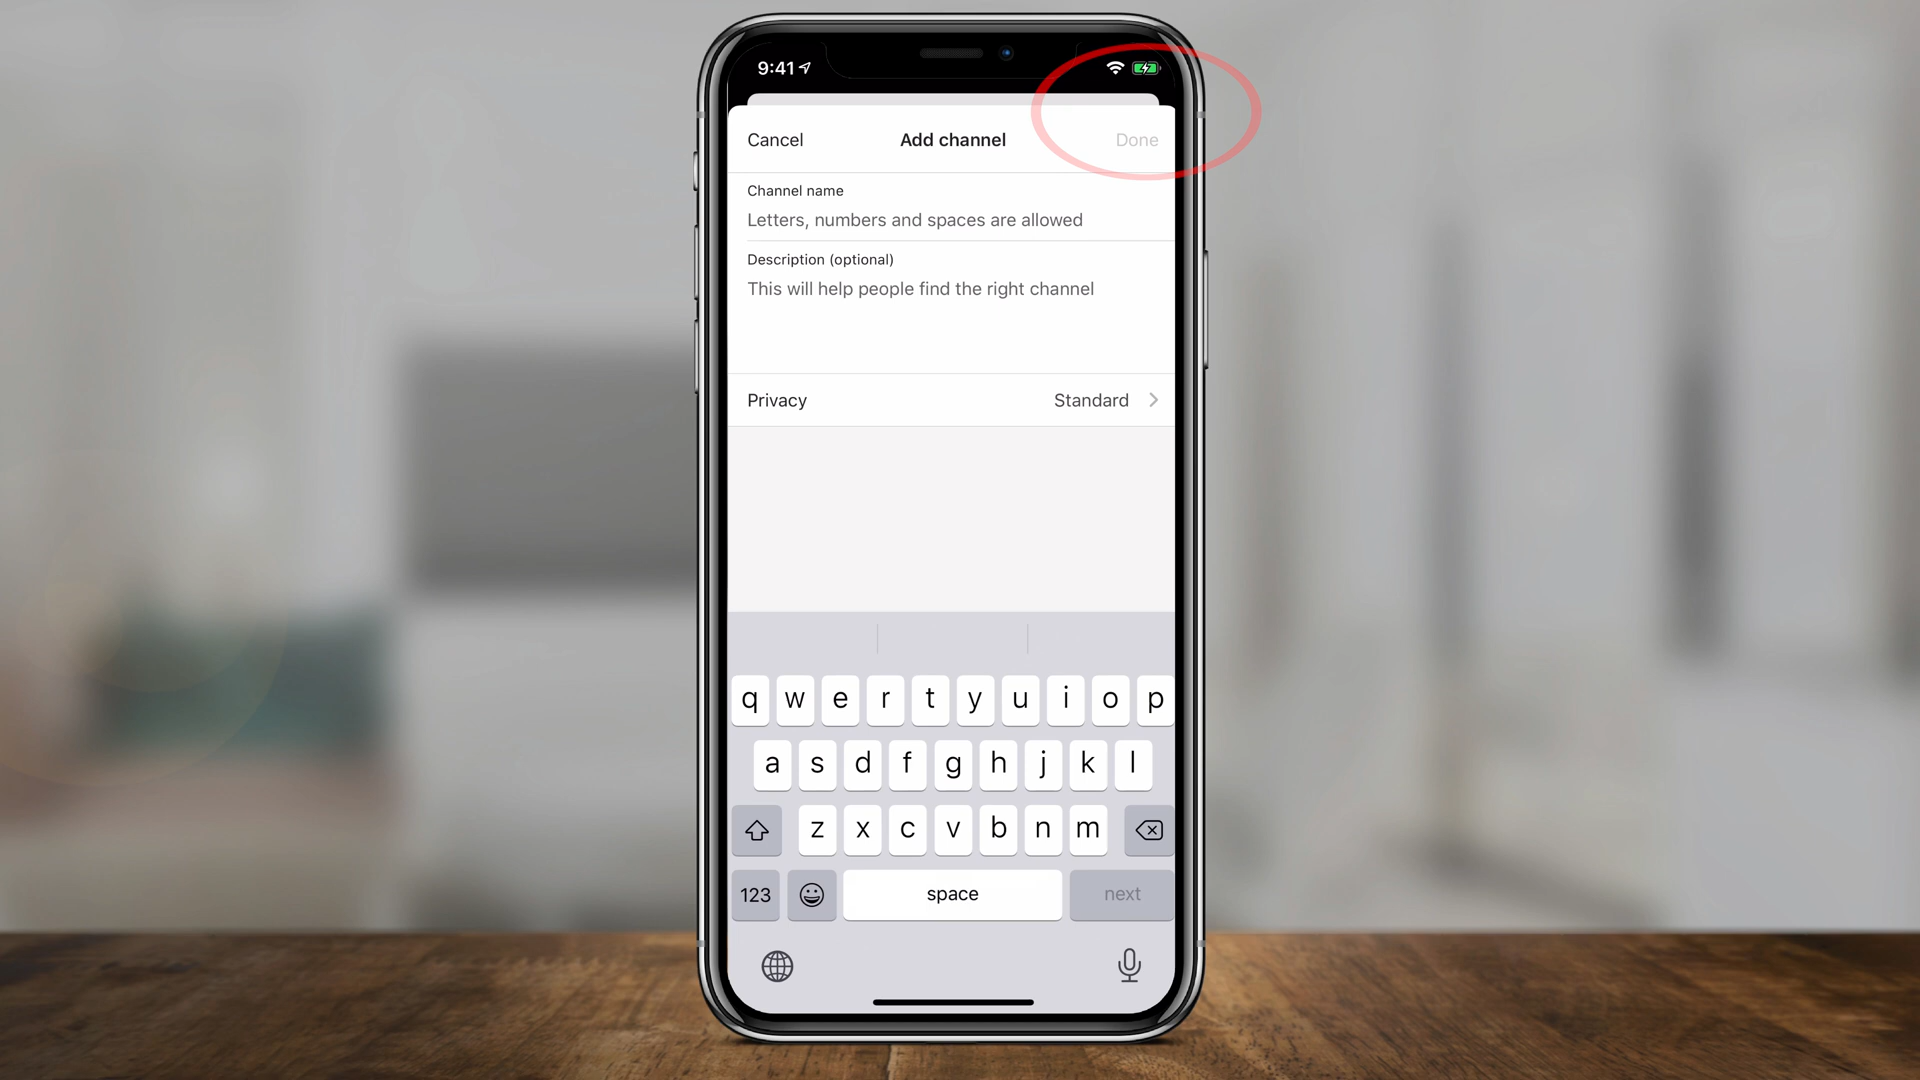 9:41
Cancel Add channel Done
Channel name
Letters, numbers and spaces are allowed
Description (optional)
This will help people find the right channel
Privacy Standard
q w e r t y u i o p
a s d f g h j k l
z x c v b n m
123 space next